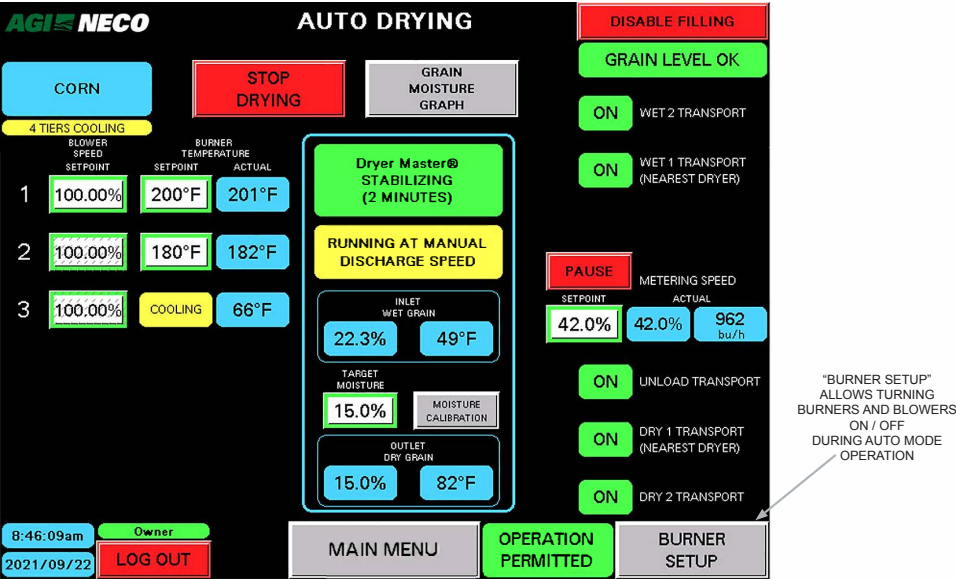 AGI NECO
AUTO DRYING
DISABLE FILLING
GRAIN LEVEL OK
CORN
STOP
DRYING
GRAIN
MOISTURE
GRAPH
4 TIERS COOLING
BLOWER
SPEED
SETPOINT
BURNER
TEMPERATURE
SETPOINT
ACTUAL
1
100.00%
200°F
201°F
2
100.00%
180°F
182°F
3
100.00%
COOLING
66°F
Dryer Master®
STABILIZING
(2 MINUTES)
RUNNING AT MANUAL
DISCHARGE SPEED
INLET
WET GRAIN
22.3%
49°F
TARGET
MOISTURE
15.0%
MOISTURE
CALIBRATION
OUTLET
DRY GRAIN
15.0%
82°F
ON
WET 2 TRANSPORT
ON
WET 1 TRANSPORT
(NEAREST DRYER)
PAUSE
METERING SPEED
SETPOINT
ACTUAL
42.0%
42.0%
962
bu/h
ON
UNLOAD TRANSPORT
ON
DRY 1 TRANSPORT
(NEAREST DRYER)
ON
DRY 2 TRANSPORT
8:46:09am
Owner
2021/09/22
LOG OUT
MAIN MENU
OPERATION
PERMITTED
BURNER
SETUP
“BURNER SETUP”
ALLOWS TURNING
BURNERS AND BLOWERS
ON / OFF
DURING AUTO MODE
OPERATION